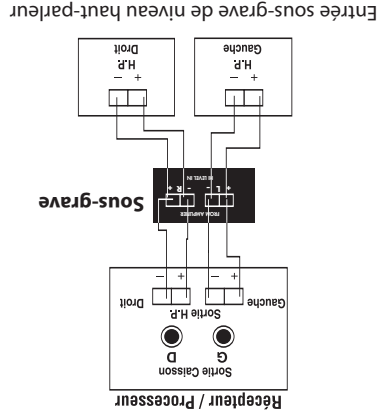 Récepteur / Processeur
Sortie Caisson
G D
Sortie H.P.
Gauche Droit
+ − + −
Sous-grave
FROM AMPLIFIER
+ L − − R +
HI LEVEL IN
+ − + −
H.P. H.P.
Gauche Droit
Entrée sous-grave de niveau haut-parleur